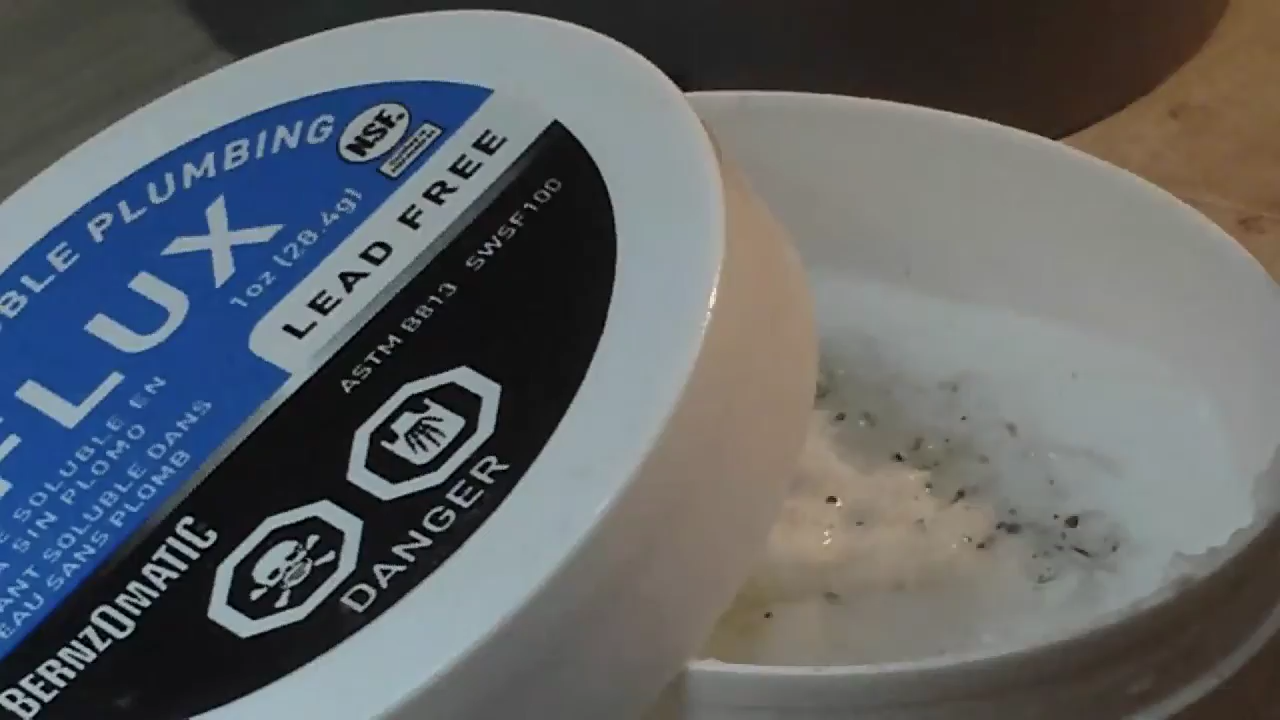 BLE PLUMBING
NSF
FLUX
1oz (28.4g)
LEAD FREE
ASTM B813 SWSF100
E SOLUBLE EN
A SIN PLOMO
ANT SOLUBLE DANS
EAU SANS PLOMB
BERNZOMATIC
DANGER